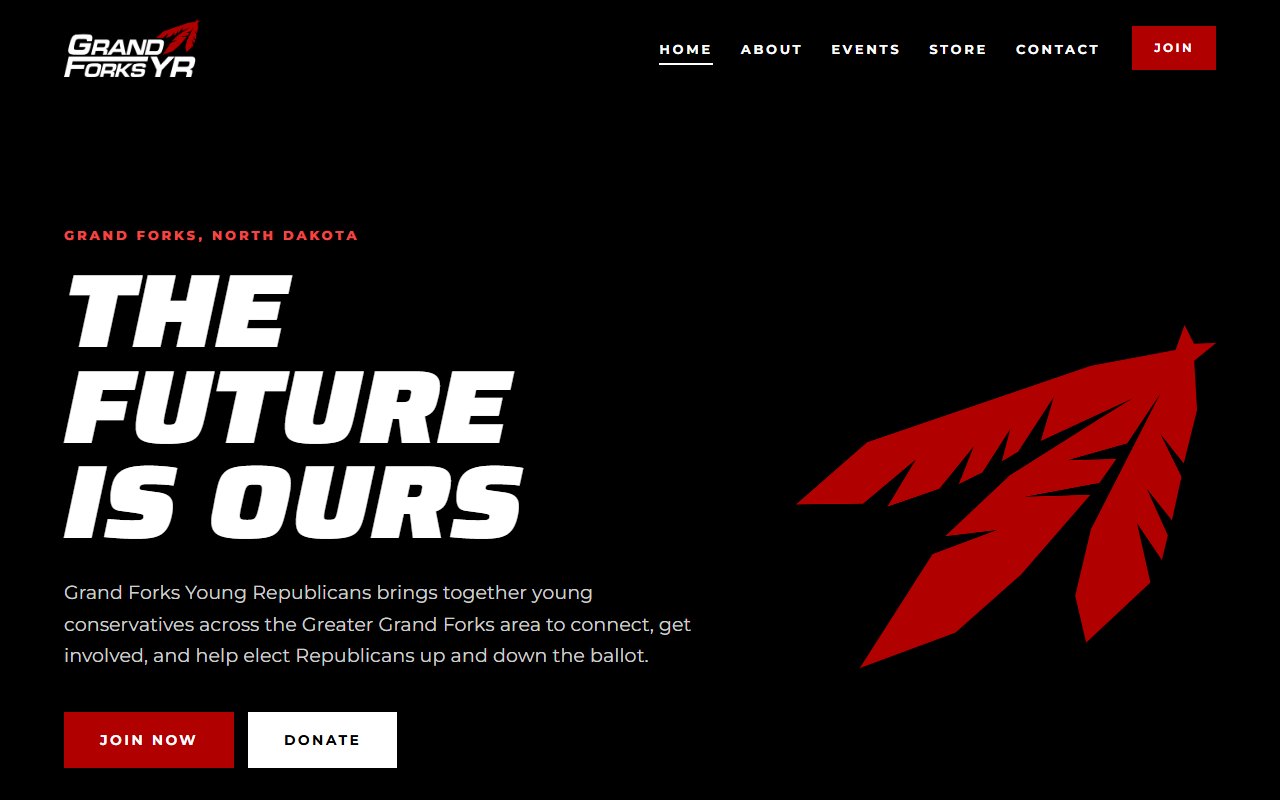 GRAND
FORKS YR
HOME ABOUT EVENTS STORE CONTACT JOIN
GRAND FORKS, NORTH DAKOTA
THE
FUTURE
IS OURS
Grand Forks Young Republicans brings together young
conservatives across the Greater Grand Forks area to connect, get
involved, and help elect Republicans up and down the ballot.
JOIN NOW DONATE